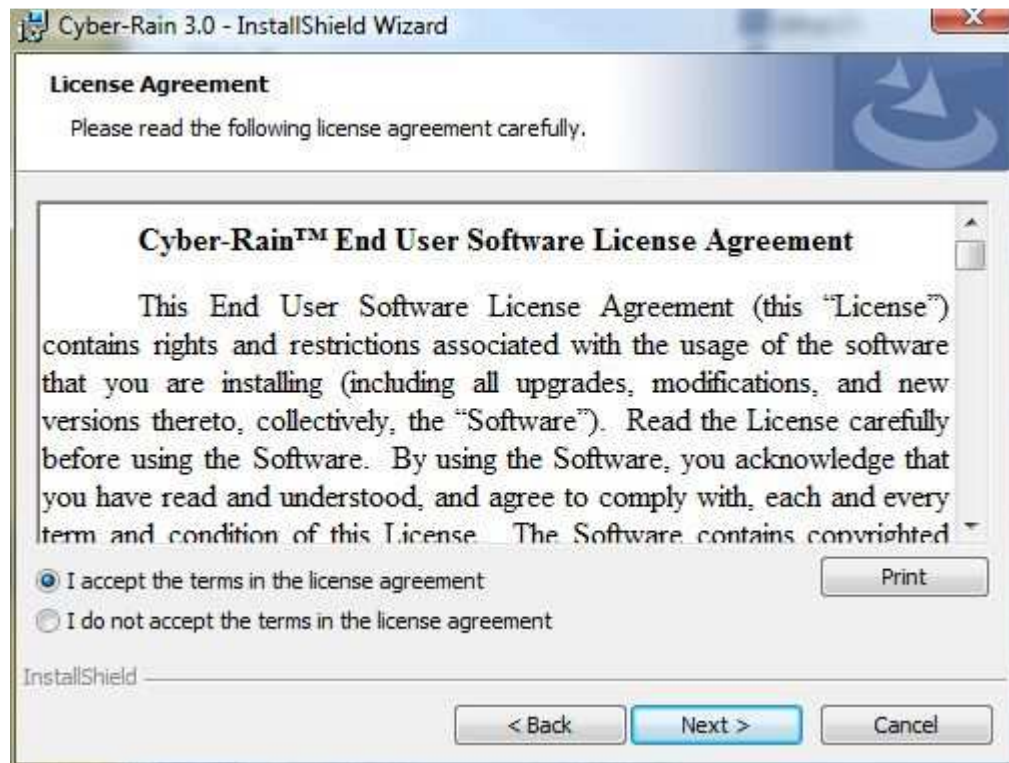 Cyber-Rain 3.0 - InstallShield Wizard
License Agreement
Please read the following license agreement carefully.
Cyber-Rain™ End User Software License Agreement
This End User Software License Agreement (this “License”)
contains rights and restrictions associated with the usage of the software
that you are installing (including all upgrades, modifications, and new
versions thereto, collectively, the “Software”). Read the License carefully
before using the Software. By using the Software, you acknowledge that
you have read and understood, and agree to comply with, each and every
term and condition of this License. The Software contains copyrighted
I accept the terms in the license agreement
Print
I do not accept the terms in the license agreement
InstallShield
< Back
Next >
Cancel